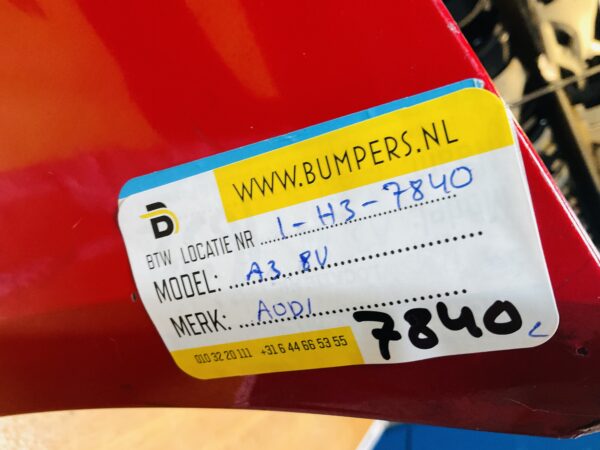 WWW.BUMPERS.NL
BTW LOCATIE NR 1-H3-7840
MODEL: A3 8V
MERK: AUDI
7840
010 32 20 111 +31 6 44 66 53 55